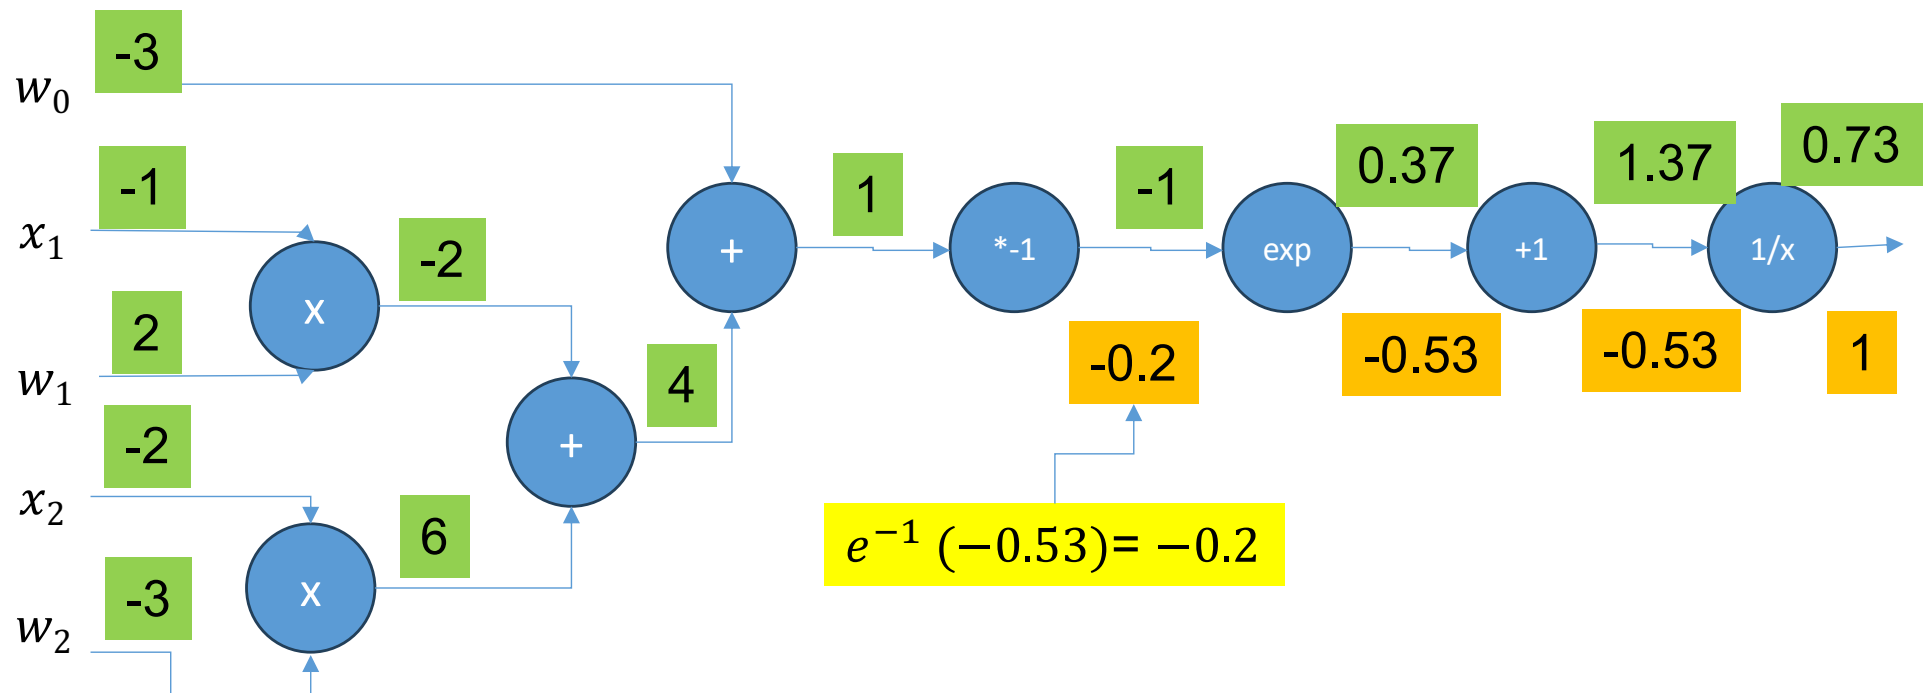 w₀ -3
x₁ -1
w₁ 2
x₂ -2
w₂ -3
x
-2
x
6
+
4
+
1
*-1
-1
exp
0.37
+1
1.37
1/x
0.73
-0.2
-0.53
-0.53
1
e⁻¹ (−0.53)= −0.2